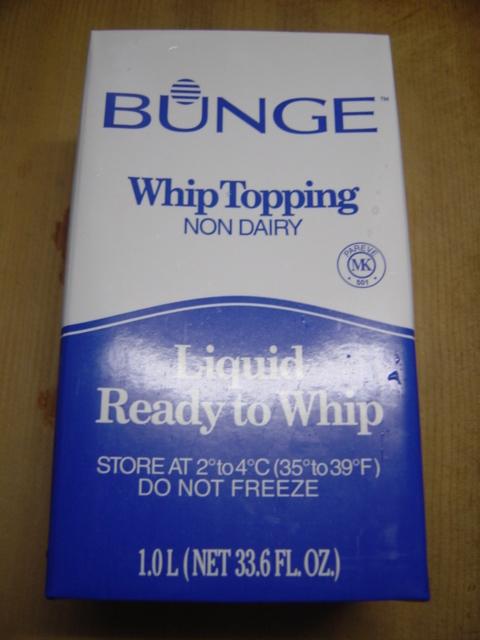 BUNGE™
Whip Topping
NON DAIRY
PAREVE
MK
501
Liquid
Ready to Whip
STORE AT 2° to 4°C (35° to 39°F)
DO NOT FREEZE
1.0 L (NET 33.6 FL. OZ.)